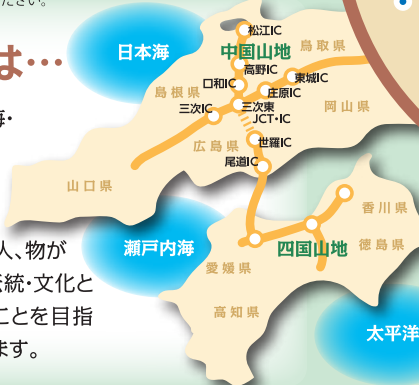 ださい。
は…
海・
人、物が
伝統・文化と
ことを目指
ます。
松江IC
日本海
中国山地
鳥取県
高野IC
東城IC
口和IC
庄原IC
島根県
三次IC
三次東
JCT・IC
岡山県
世羅IC
広島県
尾道IC
山口県
香川県
瀬戸内海
四国山地
徳島県
愛媛県
高知県
太平洋